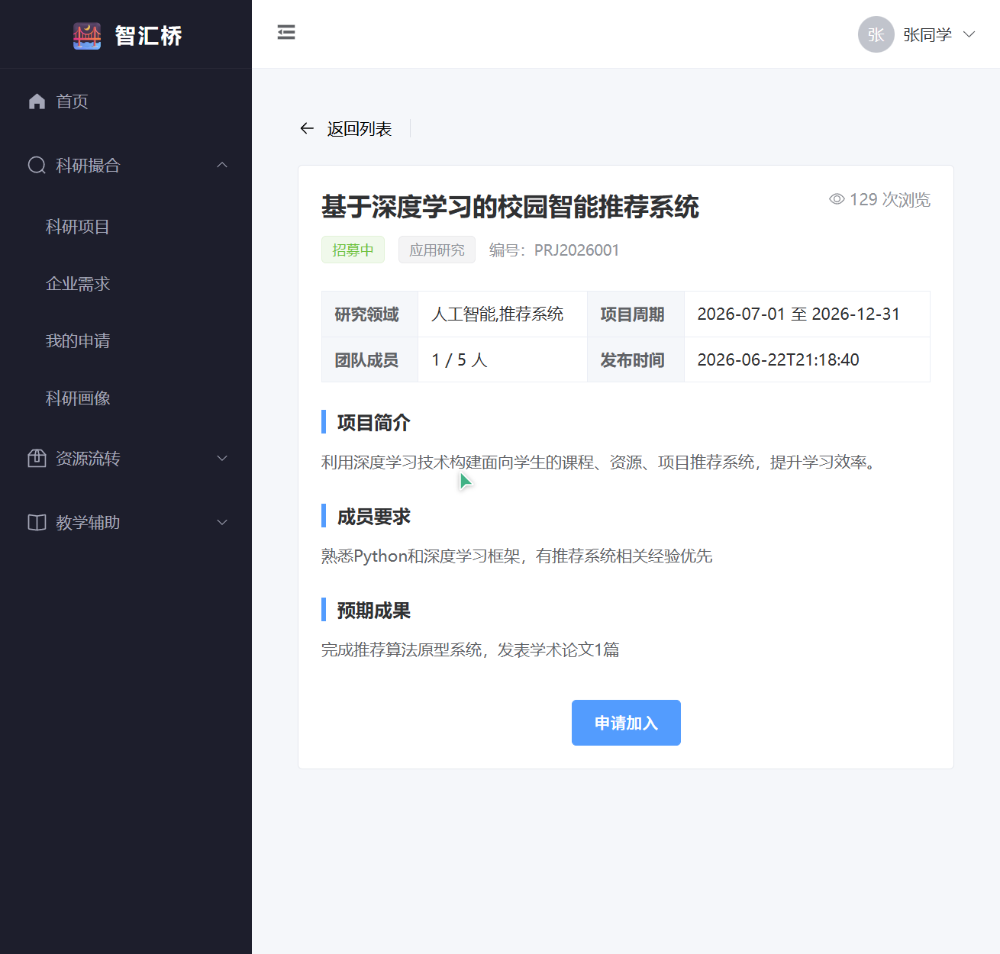 智汇桥
张 张同学
首页
科研撮合
科研项目
企业需求
我的申请
科研画像
资源流转
教学辅助
返回列表
基于深度学习的校园智能推荐系统
129 次浏览
招募中 应用研究 编号：PRJ2026001
研究领域 人工智能,推荐系统 项目周期 2026-07-01 至 2026-12-31
团队成员 1 / 5 人 发布时间 2026-06-22T21:18:40
项目简介
利用深度学习技术构建面向学生的课程、资源、项目推荐系统，提升学习效率。
成员要求
熟悉Python和深度学习框架，有推荐系统相关经验优先
预期成果
完成推荐算法原型系统，发表学术论文1篇
申请加入